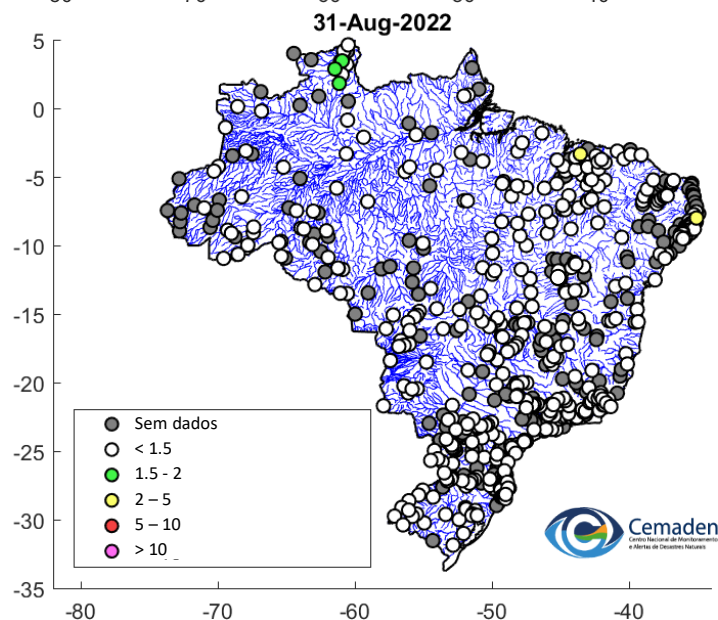 31-Aug-2022
5
0
-5
-10
-15
-20
-25
-30
-35
Sem dados
< 1.5
1.5 - 2
2 – 5
5 – 10
> 10
Cemaden
Centro Nacional de Monitoramento
e Alertas de Desastres Naturais
-80 -70 -60 -50 -40